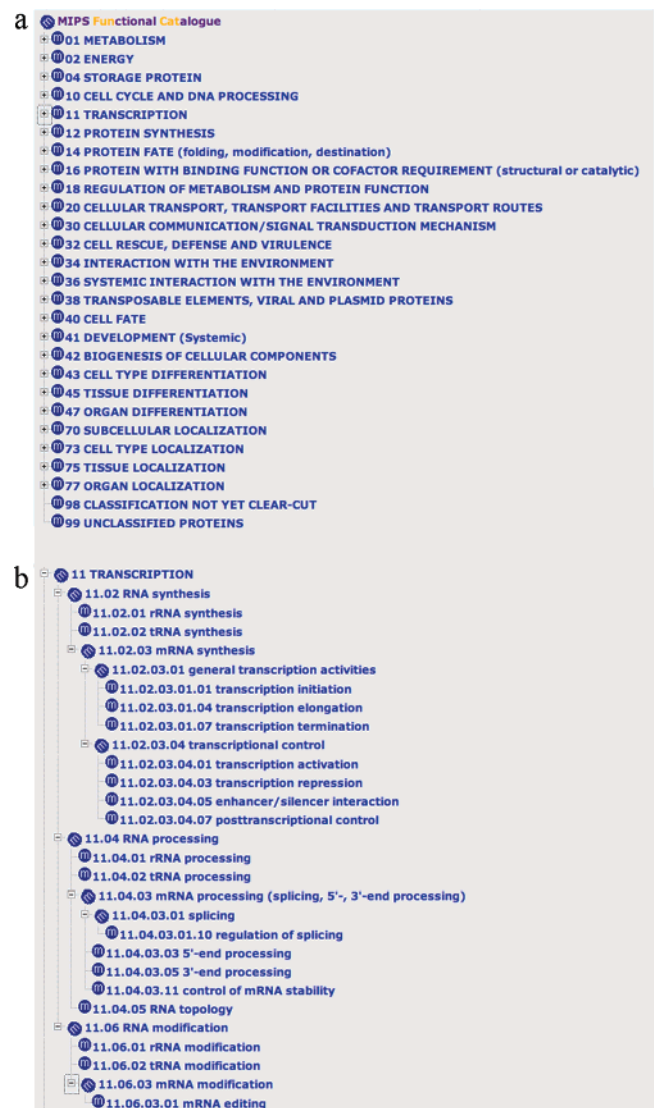 a
MIPS Functional Catalogue
01 METABOLISM
02 ENERGY
04 STORAGE PROTEIN
10 CELL CYCLE AND DNA PROCESSING
11 TRANSCRIPTION
12 PROTEIN SYNTHESIS
14 PROTEIN FATE (folding, modification, destination)
16 PROTEIN WITH BINDING FUNCTION OR COFACTOR REQUIREMENT (structural or catalytic)
18 REGULATION OF METABOLISM AND PROTEIN FUNCTION
20 CELLULAR TRANSPORT, TRANSPORT FACILITIES AND TRANSPORT ROUTES
30 CELLULAR COMMUNICATION/SIGNAL TRANSDUCTION MECHANISM
32 CELL RESCUE, DEFENSE AND VIRULENCE
34 INTERACTION WITH THE ENVIRONMENT
36 SYSTEMIC INTERACTION WITH THE ENVIRONMENT
38 TRANSPOSABLE ELEMENTS, VIRAL AND PLASMID PROTEINS
40 CELL FATE
41 DEVELOPMENT (Systemic)
42 BIOGENESIS OF CELLULAR COMPONENTS
43 CELL TYPE DIFFERENTIATION
45 TISSUE DIFFERENTIATION
47 ORGAN DIFFERENTIATION
70 SUBCELLULAR LOCALIZATION
73 CELL TYPE LOCALIZATION
75 TISSUE LOCALIZATION
77 ORGAN LOCALIZATION
98 CLASSIFICATION NOT YET CLEAR-CUT
99 UNCLASSIFIED PROTEINS
b
11 TRANSCRIPTION
11.02 RNA synthesis
11.02.01 rRNA synthesis
11.02.02 tRNA synthesis
11.02.03 mRNA synthesis
11.02.03.01 general transcription activities
11.02.03.01.01 transcription initiation
11.02.03.01.04 transcription elongation
11.02.03.01.07 transcription termination
11.02.03.04 transcriptional control
11.02.03.04.01 transcription activation
11.02.03.04.03 transcription repression
11.02.03.04.05 enhancer/silencer interaction
11.02.03.04.07 posttranscriptional control
11.04 RNA processing
11.04.01 rRNA processing
11.04.02 tRNA processing
11.04.03 mRNA processing (splicing, 5'-, 3'-end processing)
11.04.03.01 splicing
11.04.03.01.10 regulation of splicing
11.04.03.03 5'-end processing
11.04.03.05 3'-end processing
11.04.03.11 control of mRNA stability
11.04.05 RNA topology
11.06 RNA modification
11.06.01 rRNA modification
11.06.02 tRNA modification
11.06.03 mRNA modification
11.06.03.01 mRNA editing